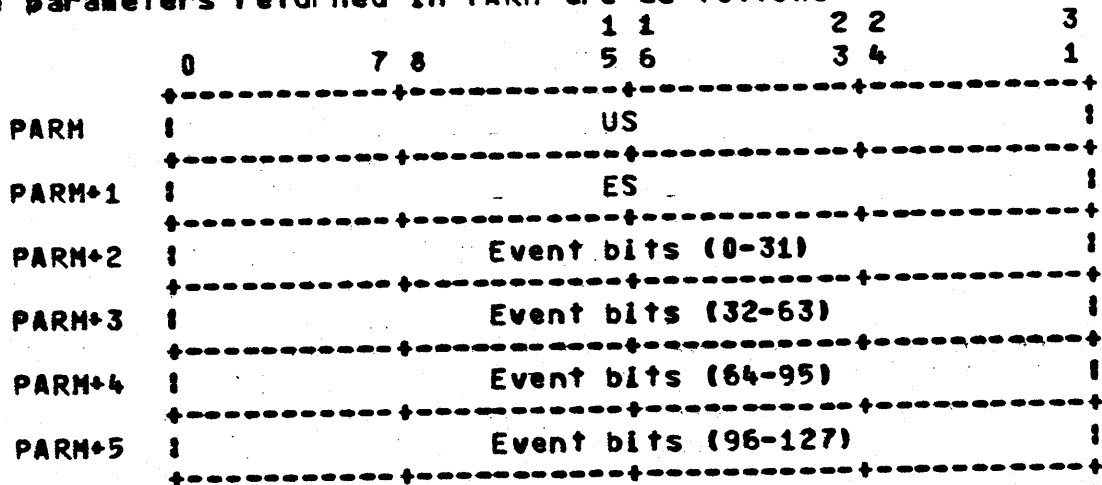 parameters returned in PARM are as follows
1 1 2 2 3
0 7 8 5 6 3 4 1
+-----------+-----------+-----------+-----------+
PARM ! US !
+-----------+-----------+-----------+-----------+
PARM+1 ! ES !
+-----------+-----------+-----------+-----------+
PARM+2 ! Event bits (0-31) !
+-----------+-----------+-----------+-----------+
PARM+3 ! Event bits (32-63) !
+-----------+-----------+-----------+-----------+
PARM+4 ! Event bits (64-95) !
+-----------+-----------+-----------+-----------+
PARM+5 ! Event bits (96-127) !
+-----------+-----------+-----------+-----------+